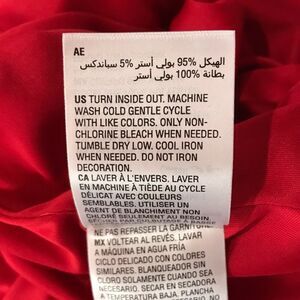 AE
الهيكل 95% بولي أستر 5% سباندكس
بطانة 100% بولي أستر
US TURN INSIDE OUT. MACHINE
WASH COLD GENTLE CYCLE
WITH LIKE COLORS. ONLY NON-
CHLORINE BLEACH WHEN NEEDED.
TUMBLE DRY LOW. COOL IRON
WHEN NEEDED. DO NOT IRON
DECORATION.
CA LAVER À L'ENVERS. LAVER
EN MACHINE À TIÈDE AU CYCLE
DÉLICAT AVEC COULEURS
SEMBLABLES. UTILISER UN
AGENT DE BLANCHIMENT NON
CHLORÉ SEULEMENT AU BESOIN.
NE PAS REPASSER LA GARNITURE
MX VOLTEAR AL REVÉS. LAVAR
A MÁQUINA EN AGUA FRÍA
CICLO DELICADO CON COLORES
SIMILARES. BLANQUEADOR SIN
CLORO SOLAMENTE CUANDO SEA
NECESARIO. SECAR EN SECADORA
A TEMPERATURA BAJA. PLANCHA